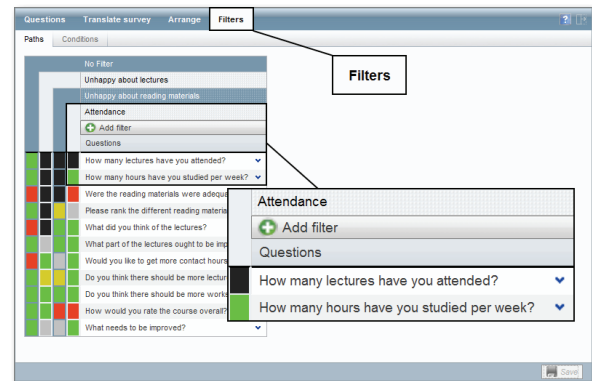 Questions Translate survey Arrange Filters
?
Paths Conditions
No Filter
Unhappy about lectures
Unhappy about reading materials
Attendance
Add filter
Questions
How many lectures have you attended?
How many hours have you studied per week?
Were the reading materials were adequa
Please rank the different reading materia
What did you think of the lectures?
What part of the lectures ought to be imp
Would you like to get more contact hours
Do you think there should be more lectur
Do you think there should be more works
How would you rate the course overall?
What needs to be improved?
Filters
Attendance
Add filter
Questions
How many lectures have you attended?
How many hours have you studied per week?
Save